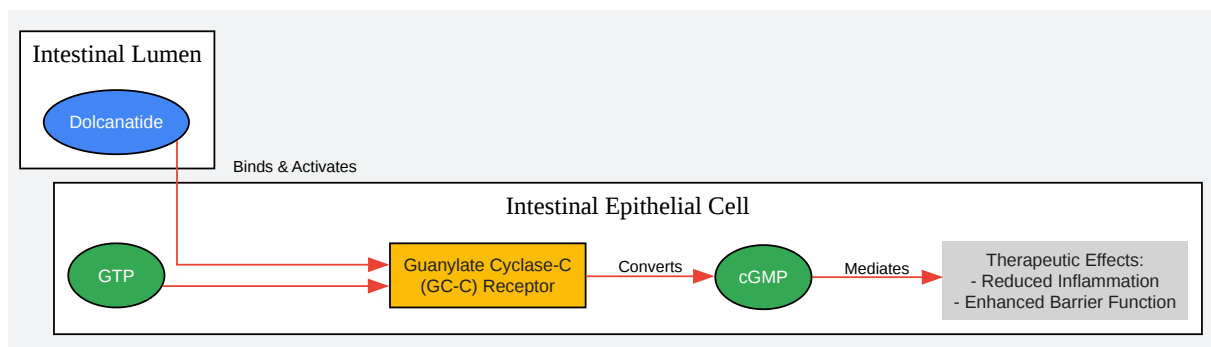 Intestinal Lumen
Dolcanatide
Binds & Activates
Intestinal Epithelial Cell
GTP
Guanylate Cyclase-C
(GC-C) Receptor
Converts
cGMP
Mediates
Therapeutic Effects:
- Reduced Inflammation
- Enhanced Barrier Function